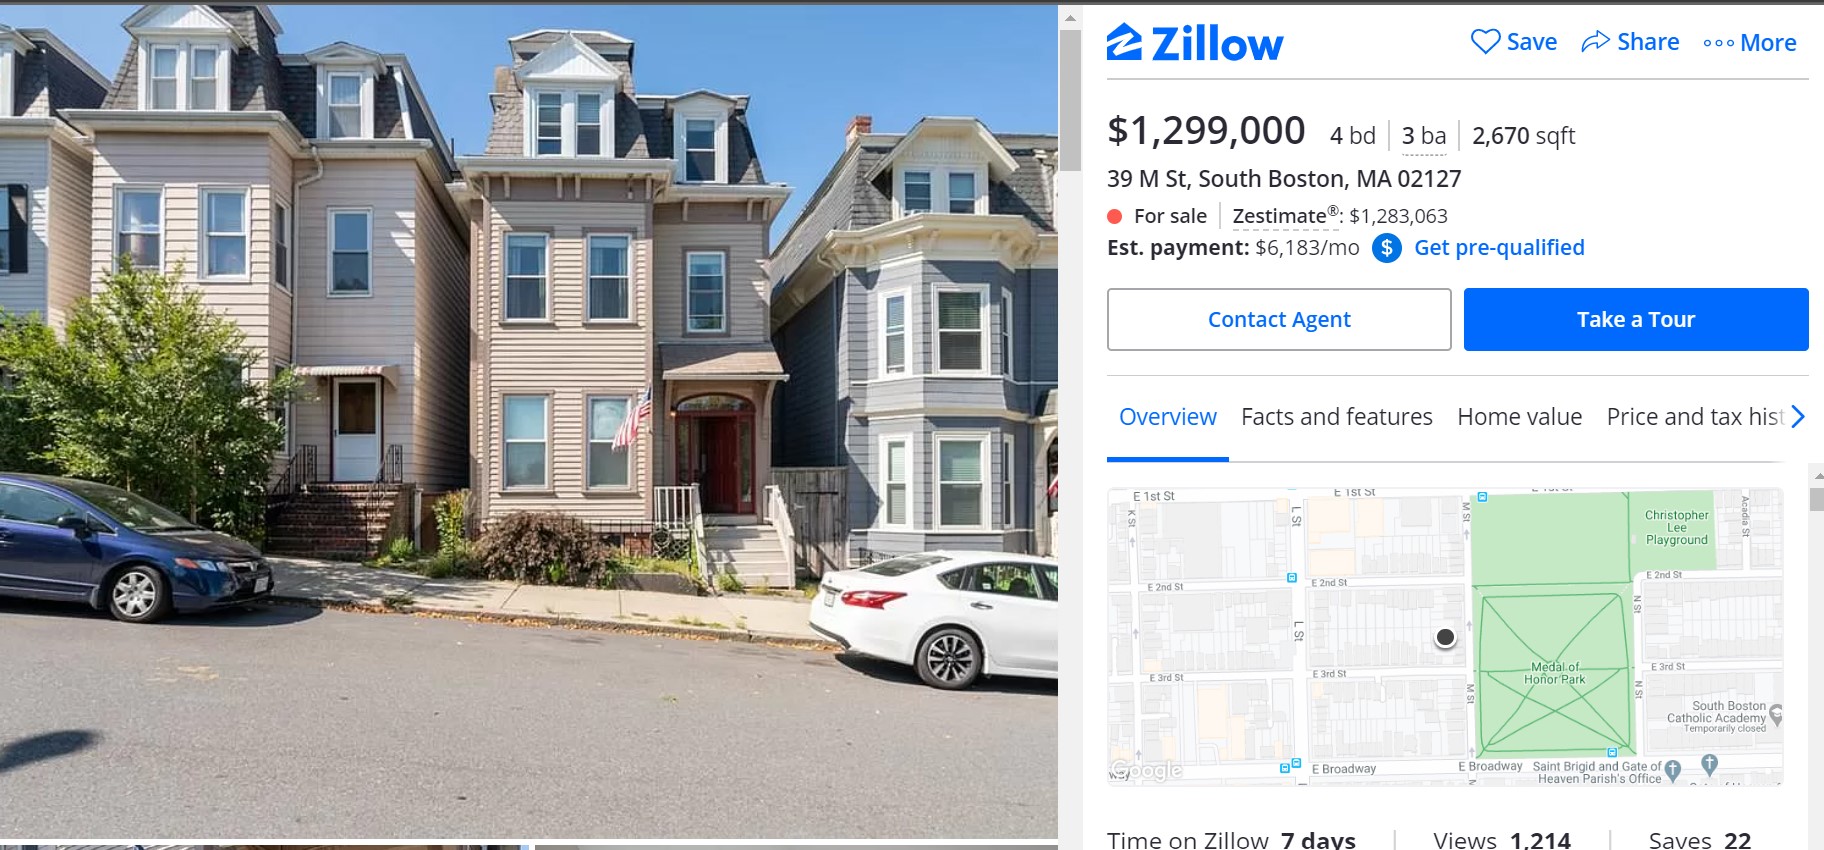 Zillow
Save
Share
More
$1,299,000 4 bd 3 ba 2,670 sqft
39 M St, South Boston, MA 02127
For sale Zestimate®: $1,283,063
Est. payment: $6,183/mo $ Get pre-qualified
Contact Agent
Take a Tour
Overview Facts and features Home value Price and tax hist
E 1st St
E 1st St
K St
L St
M St
Christopher
Lee
Playground
Acadia St
E 2nd St
E 2nd St
E 2nd St
N St
L St
Medal of
Honor Park
E 3rd St
E 3rd St
E 3rd St
M St
N St
South Boston
Catholic Academy
Temporarily closed
Google
E Broadway
E Broadway
Saint Brigid and Gate of
Heaven Parish's Office
Time on Zillow 7 days Views 1,214 Saves 22